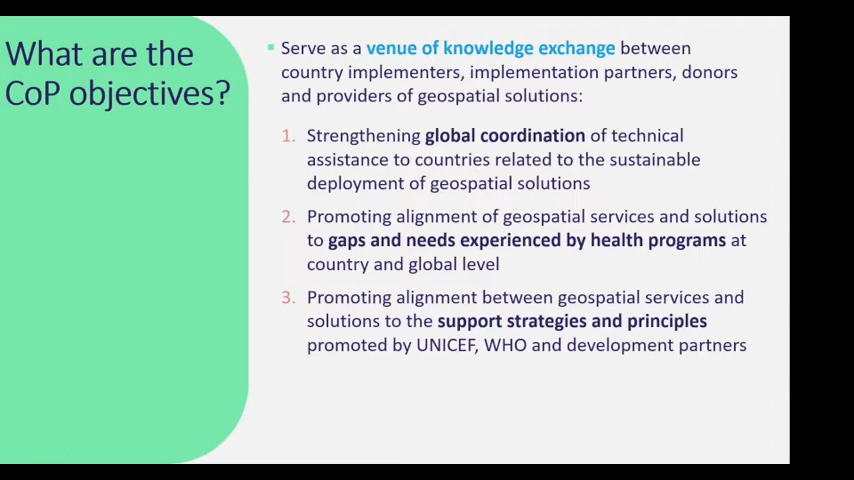 What are the
CoP objectives?
Serve as a venue of knowledge exchange between
country implementers, implementation partners, donors
and providers of geospatial solutions:
1. Strengthening global coordination of technical
assistance to countries related to the sustainable
deployment of geospatial solutions
2. Promoting alignment of geospatial services and solutions
to gaps and needs experienced by health programs at
country and global level
3. Promoting alignment between geospatial services and
solutions to the support strategies and principles
promoted by UNICEF, WHO and development partners